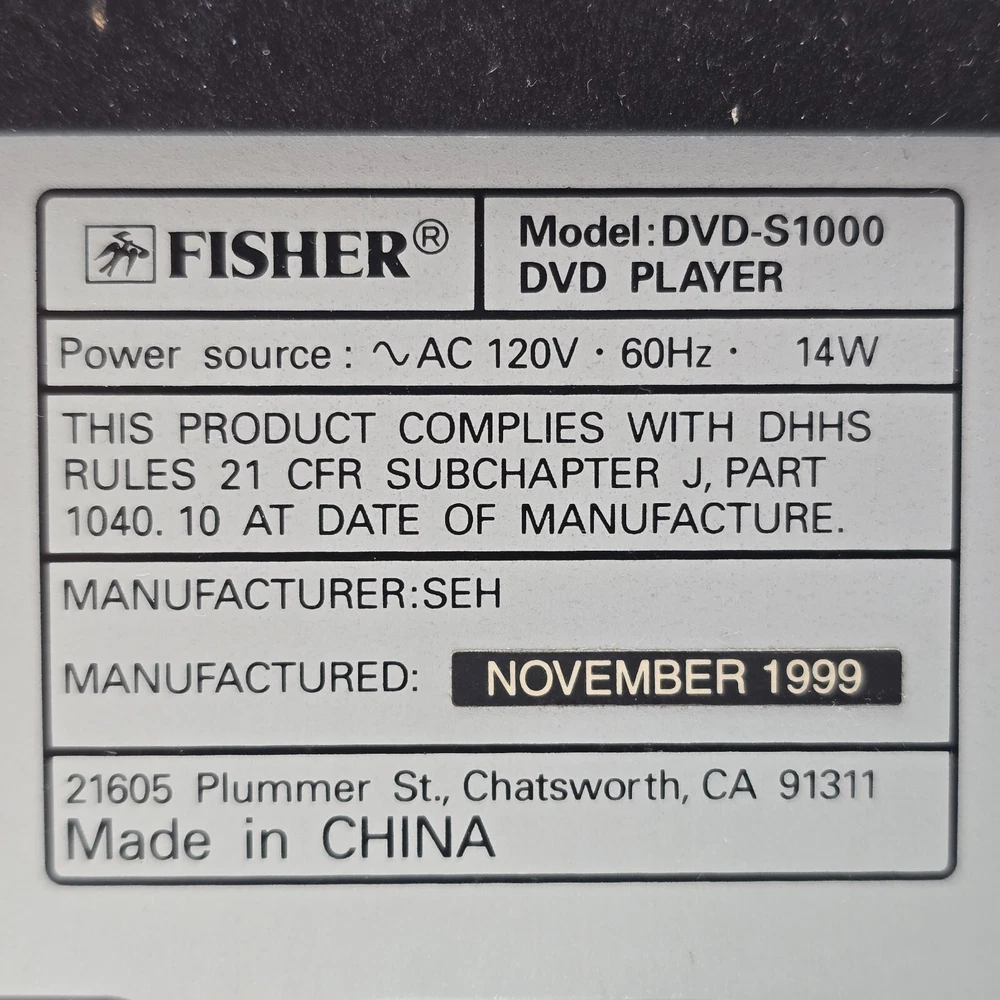 FISHER®
Model:DVD-S1000
DVD PLAYER
Power source: ∿AC 120V · 60Hz · 14W
THIS PRODUCT COMPLIES WITH DHHS
RULES 21 CFR SUBCHAPTER J, PART
1040. 10 AT DATE OF MANUFACTURE.
MANUFACTURER:SEH
MANUFACTURED: NOVEMBER 1999
21605 Plummer St., Chatsworth, CA 91311
Made in CHINA